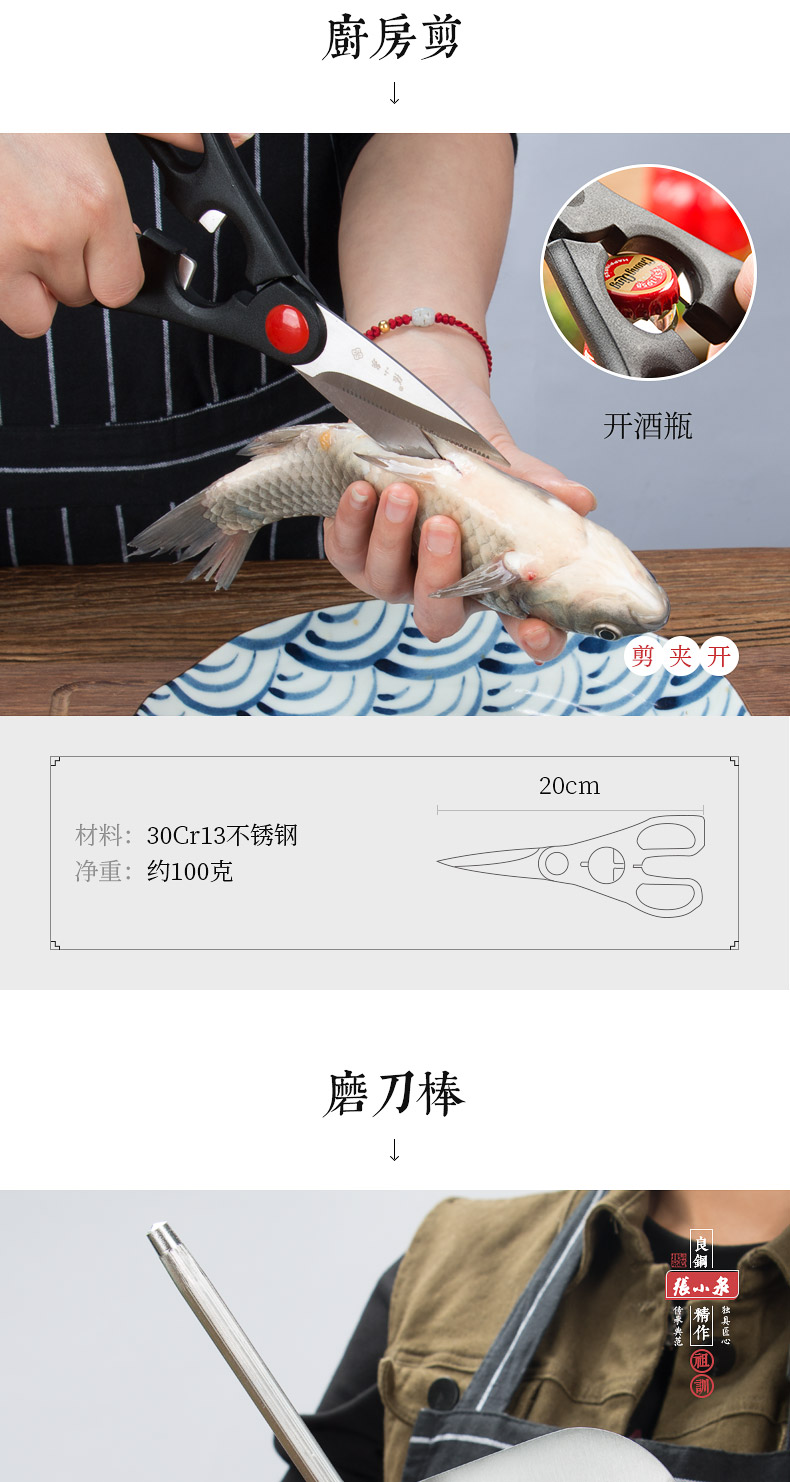 廚房剪
↓
开酒瓶
剪 夹 开
20cm
材料：30Cr13不锈钢
净重：约100克
磨刀棒
↓
良鋼
張小泉
傳承典范
精作
独具匠心
祖訓